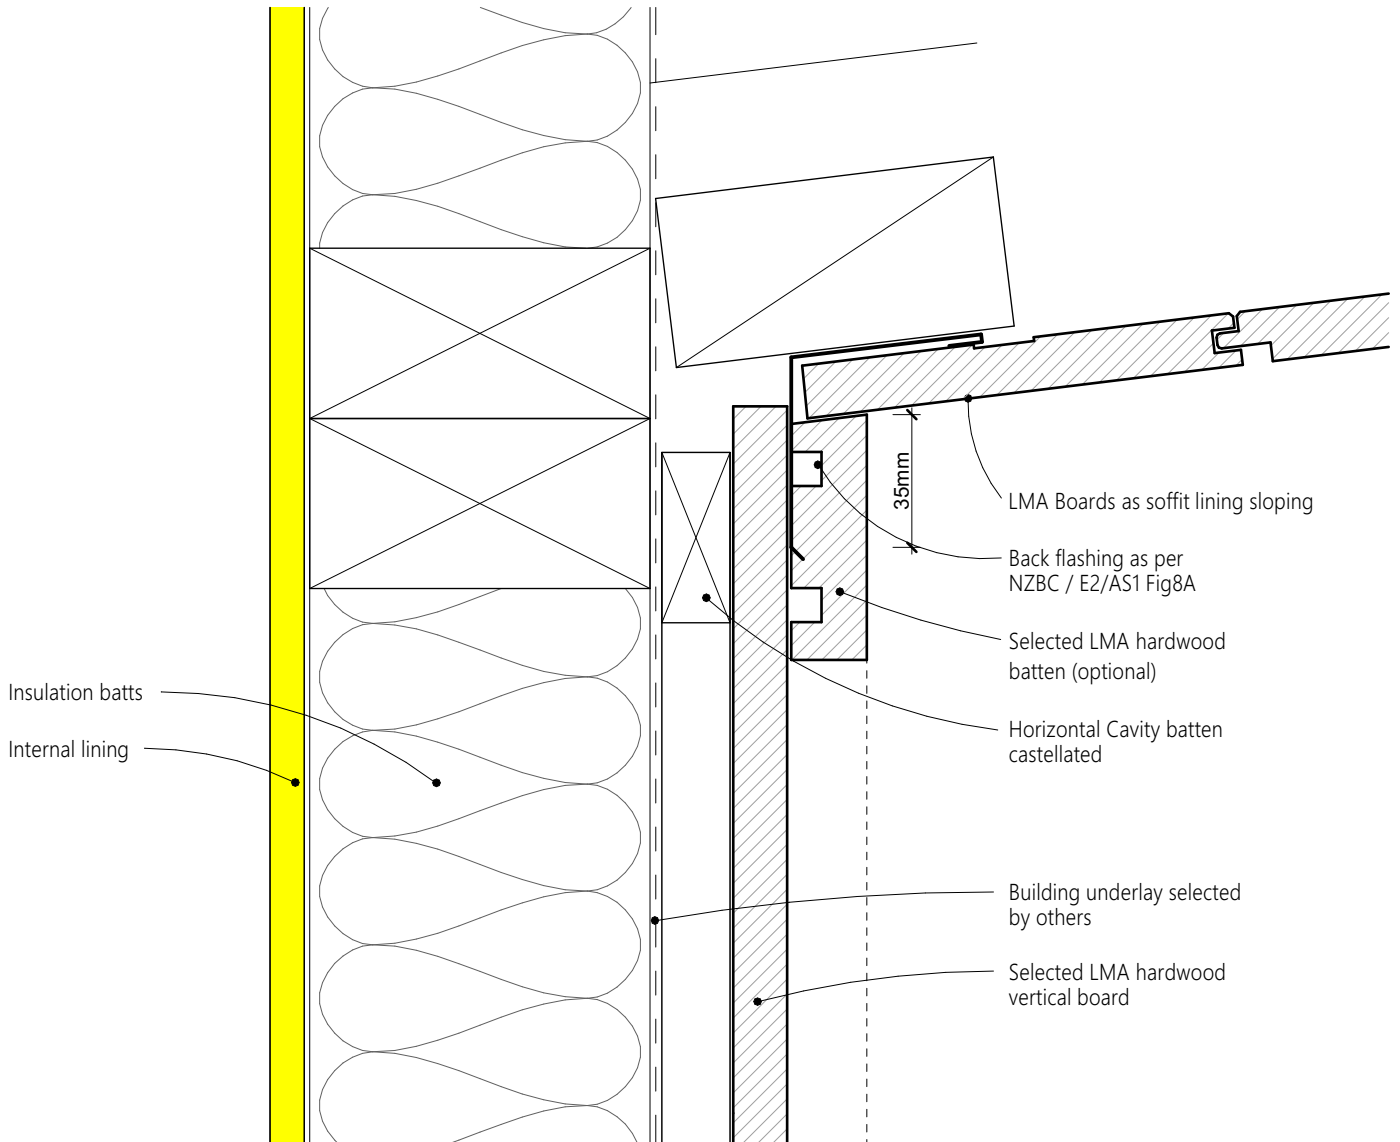 35mm
LMA Boards as soffit lining sloping
Back flashing as per
NZBC / E2/AS1 Fig8A
Selected LMA hardwood
batten (optional)
Insulation batts
Horizontal Cavity batten
castellated
Internal lining
Building underlay selected
by others
Selected LMA hardwood
vertical board